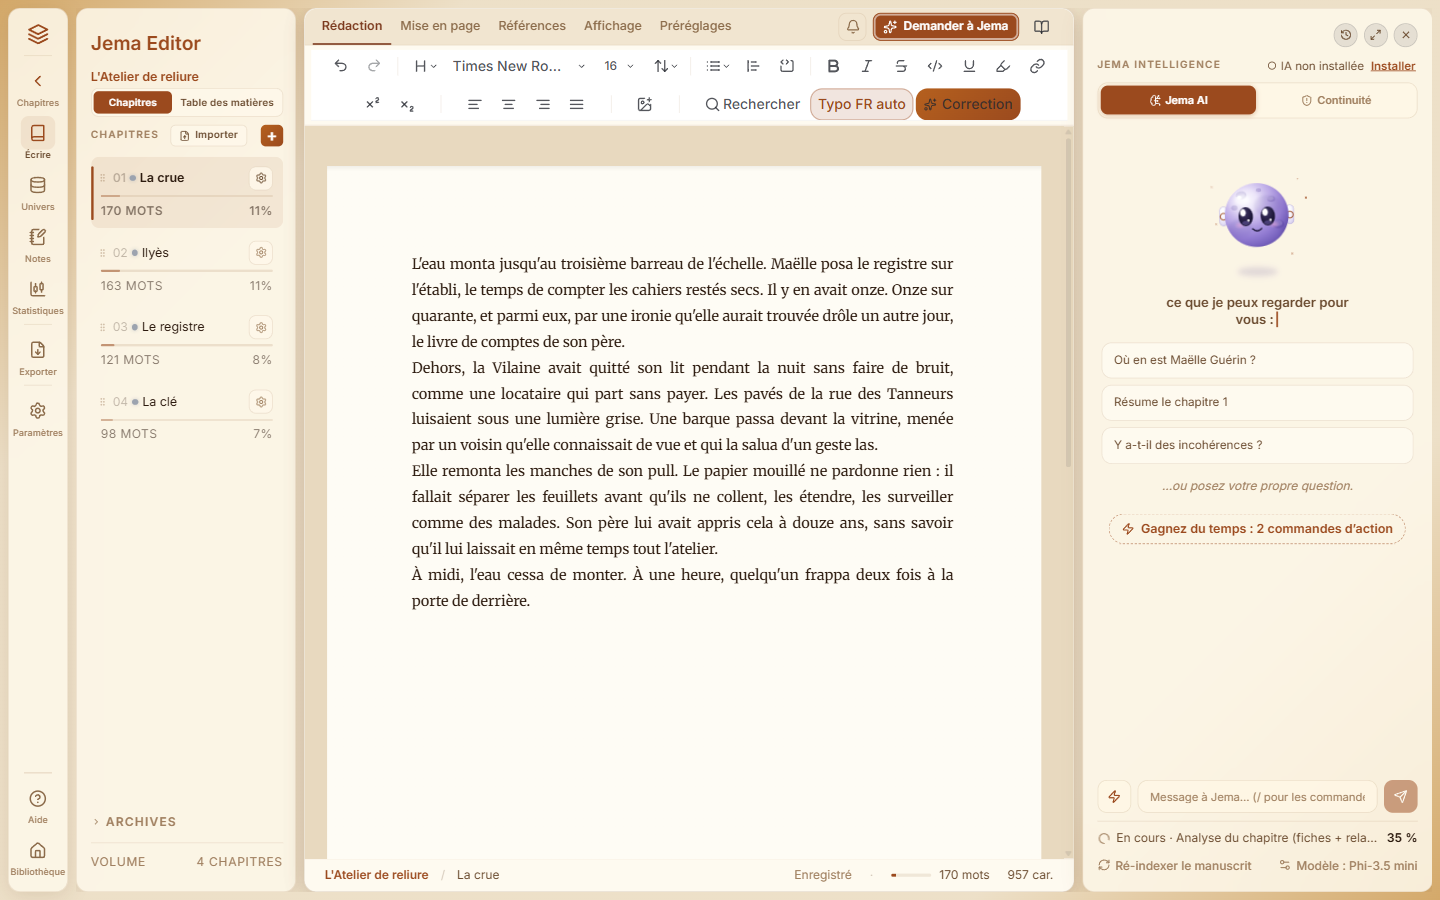 Chapitres
Écrire
Univers
Notes
Statistiques
Exporter
Paramètres
Aide
Bibliothèque
Jema Editor
L'Atelier de reliure
Chapitres
Table des matières
CHAPITRES
Importer
+
01 La crue
170 MOTS 11%
02 Ilyès
163 MOTS 11%
03 Le registre
121 MOTS 8%
04 La clé
98 MOTS 7%
ARCHIVES
VOLUME 4 CHAPITRES
Rédaction Mise en page Références Affichage Préréglages
Demander à Jema
H Times New Ro... 16 B I S U
x² x₂ Rechercher Typo FR auto Correction
L'eau monta jusqu'au troisième barreau de l'échelle. Maëlle posa le registre sur
l'établi, le temps de compter les cahiers restés secs. Il y en avait onze. Onze sur
quarante, et parmi eux, par une ironie qu'elle aurait trouvée drôle un autre jour,
le livre de comptes de son père.
Dehors, la Vilaine avait quitté son lit pendant la nuit sans faire de bruit,
comme une locataire qui part sans payer. Les pavés de la rue des Tanneurs
luisaient sous une lumière grise. Une barque passa devant la vitrine, menée
par un voisin qu'elle connaissait de vue et qui la salua d'un geste las.
Elle remonta les manches de son pull. Le papier mouillé ne pardonne rien : il
fallait séparer les feuillets avant qu'ils ne collent, les étendre, les surveiller
comme des malades. Son père lui avait appris cela à douze ans, sans savoir
qu'il lui laissait en même temps tout l'atelier.
À midi, l'eau cessa de monter. À une heure, quelqu'un frappa deux fois à la
porte de derrière.
L'Atelier de reliure / La crue
Enregistré · 170 mots 957 car.
JEMA INTELLIGENCE
IA non installée Installer
Jema AI
Continuité
ce que je peux regarder pour
vous :
Où en est Maëlle Guérin ?
Résume le chapitre 1
Y a-t-il des incohérences ?
...ou posez votre propre question.
Gagnez du temps : 2 commandes d'action
Message à Jema... (/ pour les commande
En cours · Analyse du chapitre (fiches + rela... 35 %
Ré-indexer le manuscrit
Modèle : Phi-3.5 mini